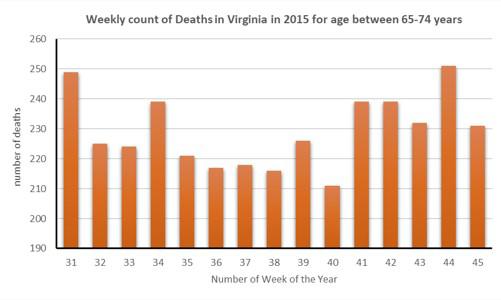 Weekly count of Deaths in Virginia in 2015 for age between 65-74 years
260
250
240
230
220
210
200
190
number of deaths
31 32 33 34 35 36 37 38 39 40 41 42 43 44 45
Number of Week of the Year